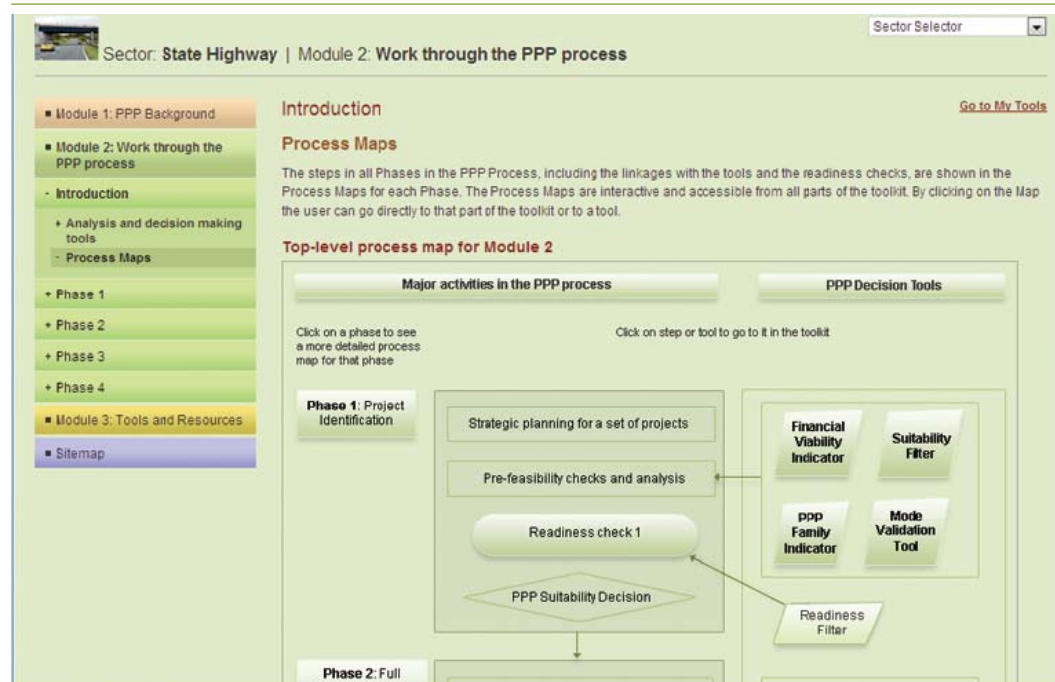 Sector Selector
Sector: State Highway | Module 2: Work through the PPP process
Module 1: PPP Background
Module 2: Work through the
PPP process
- Introduction
+ Analysis and decision making
tools
- Process Maps
+ Phase 1
+ Phase 2
+ Phase 3
+ Phase 4
Module 3: Tools and Resources
Sitemap
Introduction
Go to My Tools
Process Maps
The steps in all Phases in the PPP Process, including the linkages with the tools and the readiness checks, are shown in the
Process Maps for each Phase. The Process Maps are interactive and accessible from all parts of the toolkit. By clicking on the Map
the user can go directly to that part of the toolkit or to a tool.
Top-level process map for Module 2
Major activities in the PPP process
PPP Decision Tools
Click on a phase to see
a more detailed process
map for that phase
Click on step or tool to go to it in the toolkit
Phase 1: Project
Identification
Strategic planning for a set of projects
Pre-feasibility checks and analysis
Readiness check 1
PPP Suitability Decision
Financial
Viability
Indicator
Suitability
Filter
PPP
Family
Indicator
Mode
Validation
Tool
Readiness
Filter
Phase 2: Full